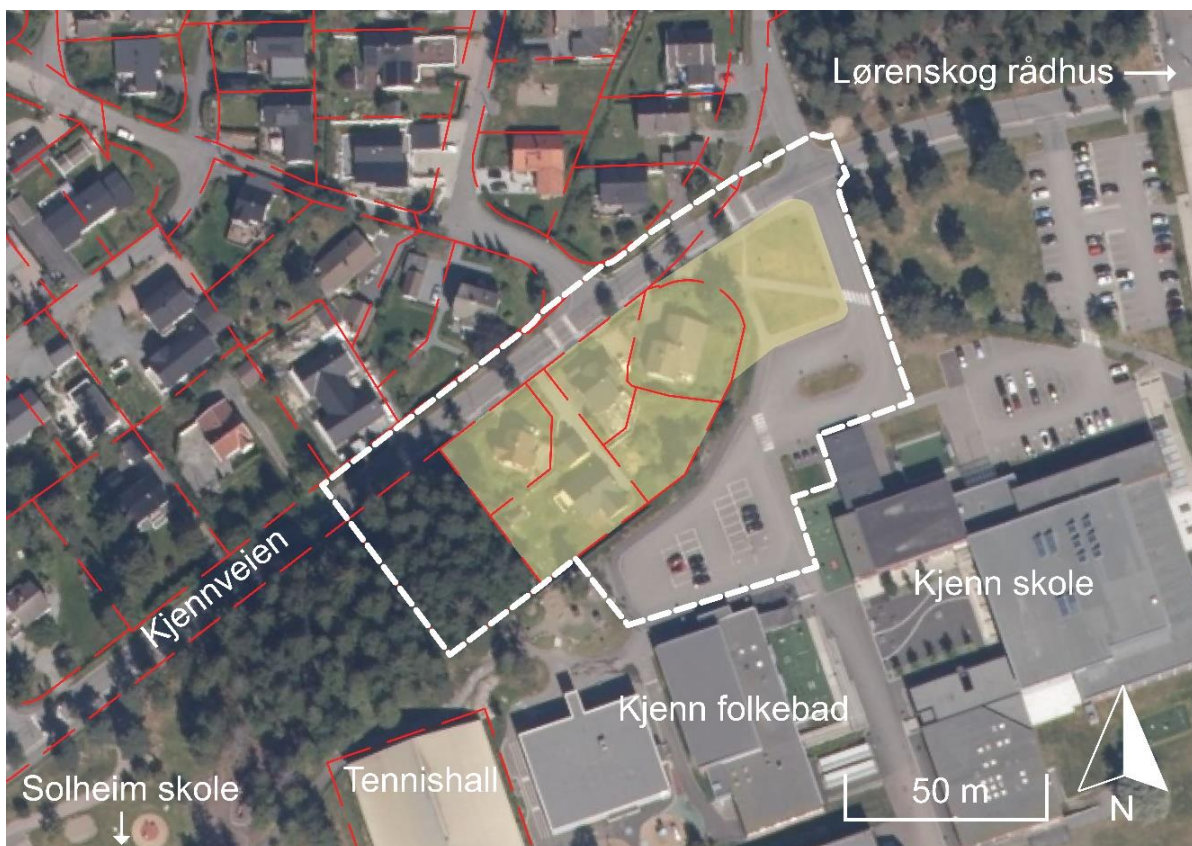 Lørenskog rådhus
Kjennveien
Kjenn skole
Kjenn folkebad
Solheim skole
Tennishall
50 m
N